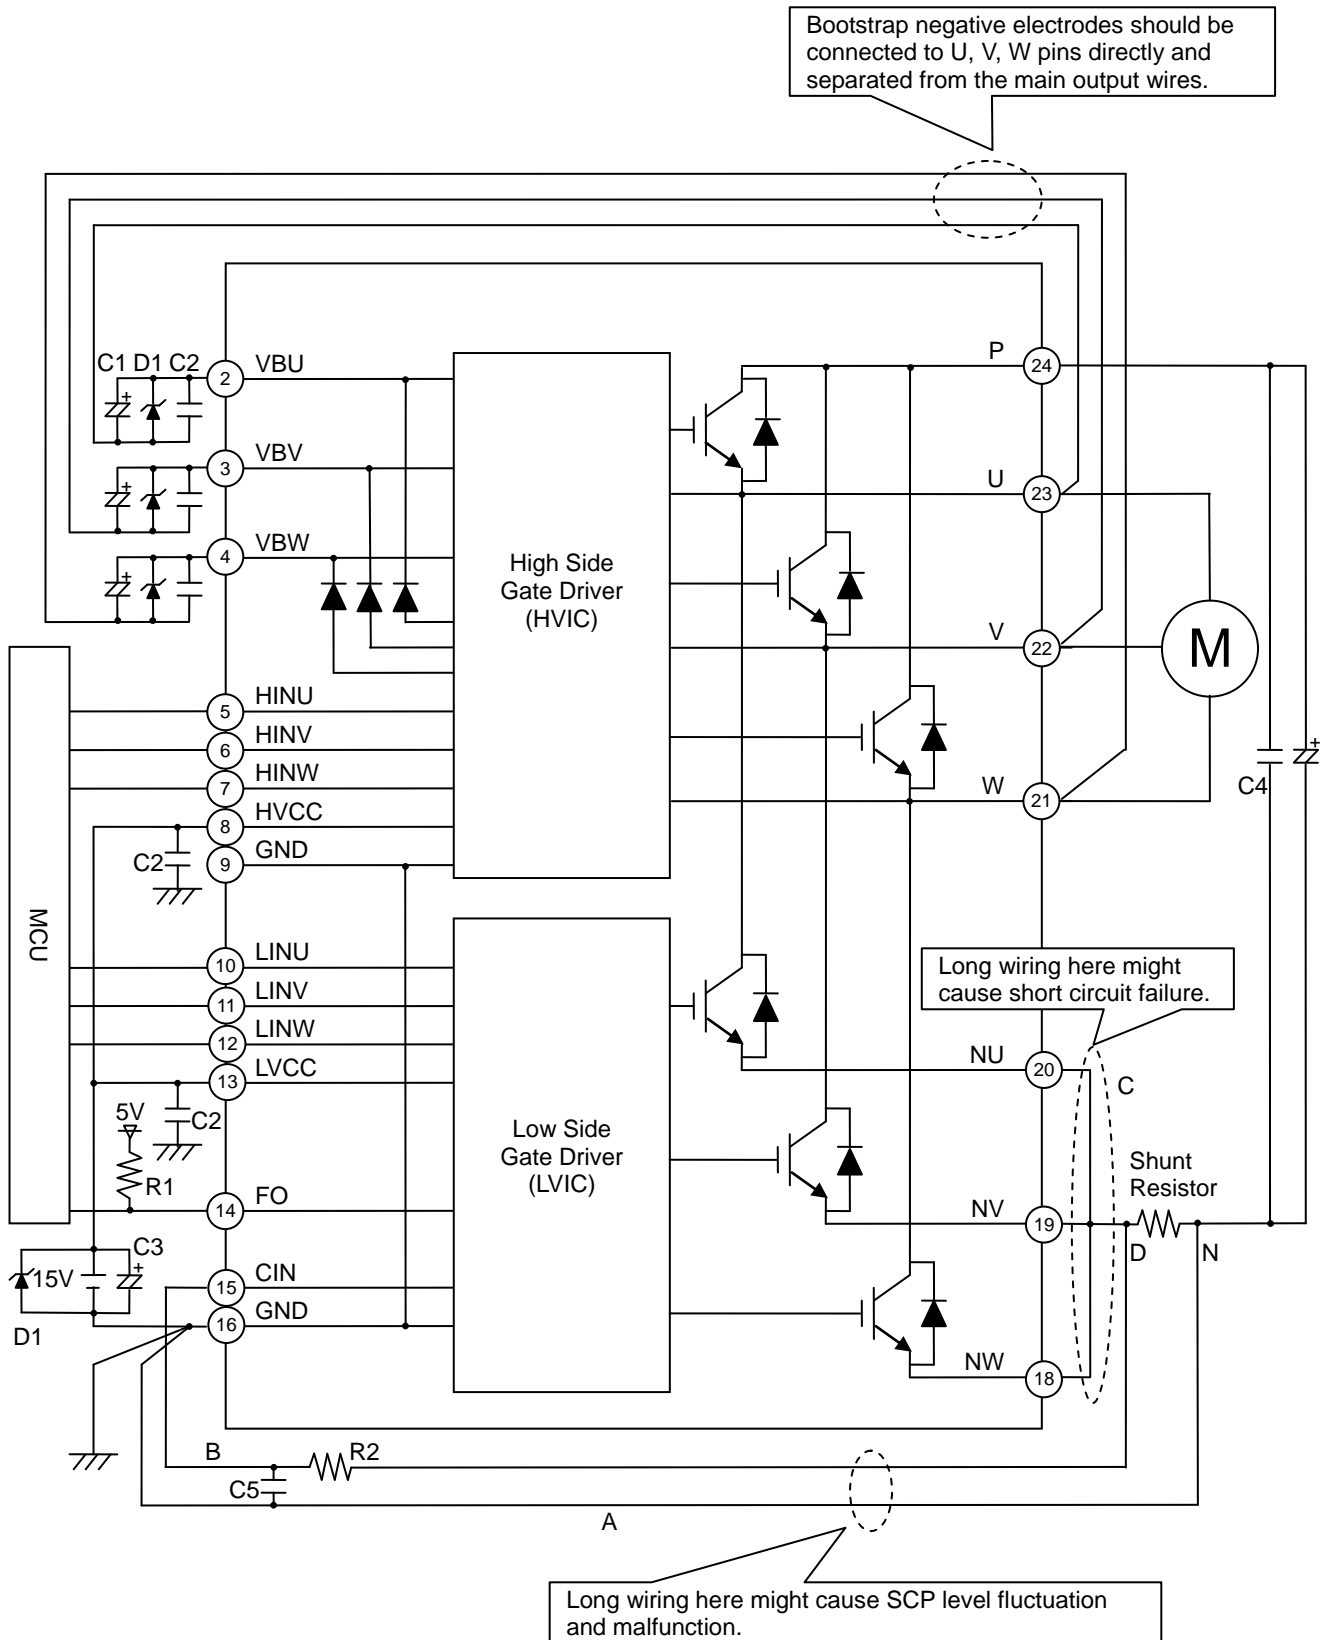 Bootstrap negative electrodes should be
connected to U, V, W pins directly and
separated from the main output wires.
C1 D1 C2
2
VBU
P
24
3
VBV
U
23
4
VBW
High Side
Gate Driver
(HVIC)
V
22
M
5
HINU
6
HINV
7
HINW
W
21
C4
+
8
HVCC
C2
9
GND
MCU
10
LINU
11
LINV
12
LINW
13
LVCC
Long wiring here might
cause short circuit failure.
NU
20
C
5V
C2
R1
Low Side
Gate Driver
(LVIC)
Shunt
Resistor
14
FO
NV
19
D
N
C3
15V
+
D1
15
CIN
16
GND
NW
18
B
R2
C5
A
Long wiring here might cause SCP level fluctuation
and malfunction.
+
+
+